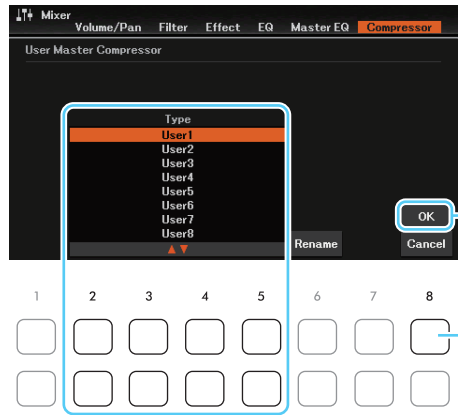 Mixer
Volume/Pan Filter Effect EQ Master EQ Compressor
User Master Compressor
Type
User1
User2
User3
User4
User5
User6
User7
User8
OK
Rename Cancel
1 2 3 4 5 6 7 8